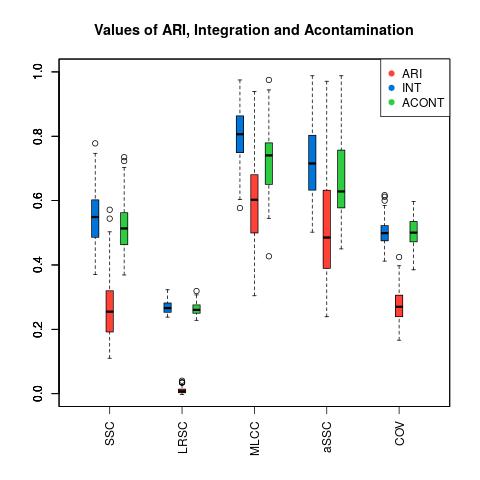 Values of ARI, Integration and Acontamination
ARI
INT
ACONT
1.0
0.8
0.6
0.4
0.2
0.0
SSC
LRSC
MLCC
aSSC
COV